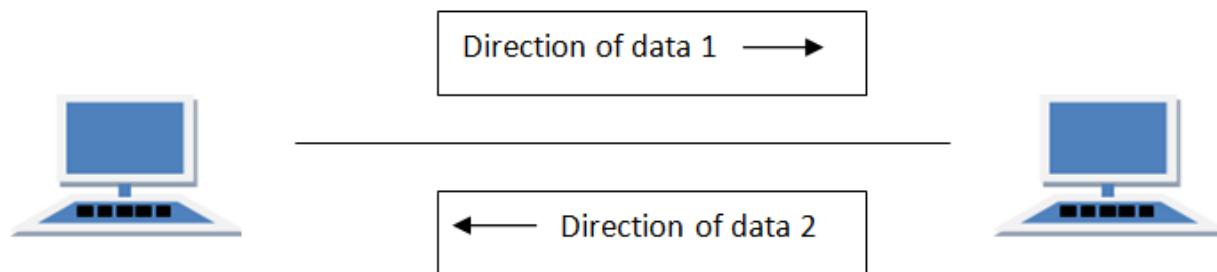 Direction of data 1
Direction of data 2